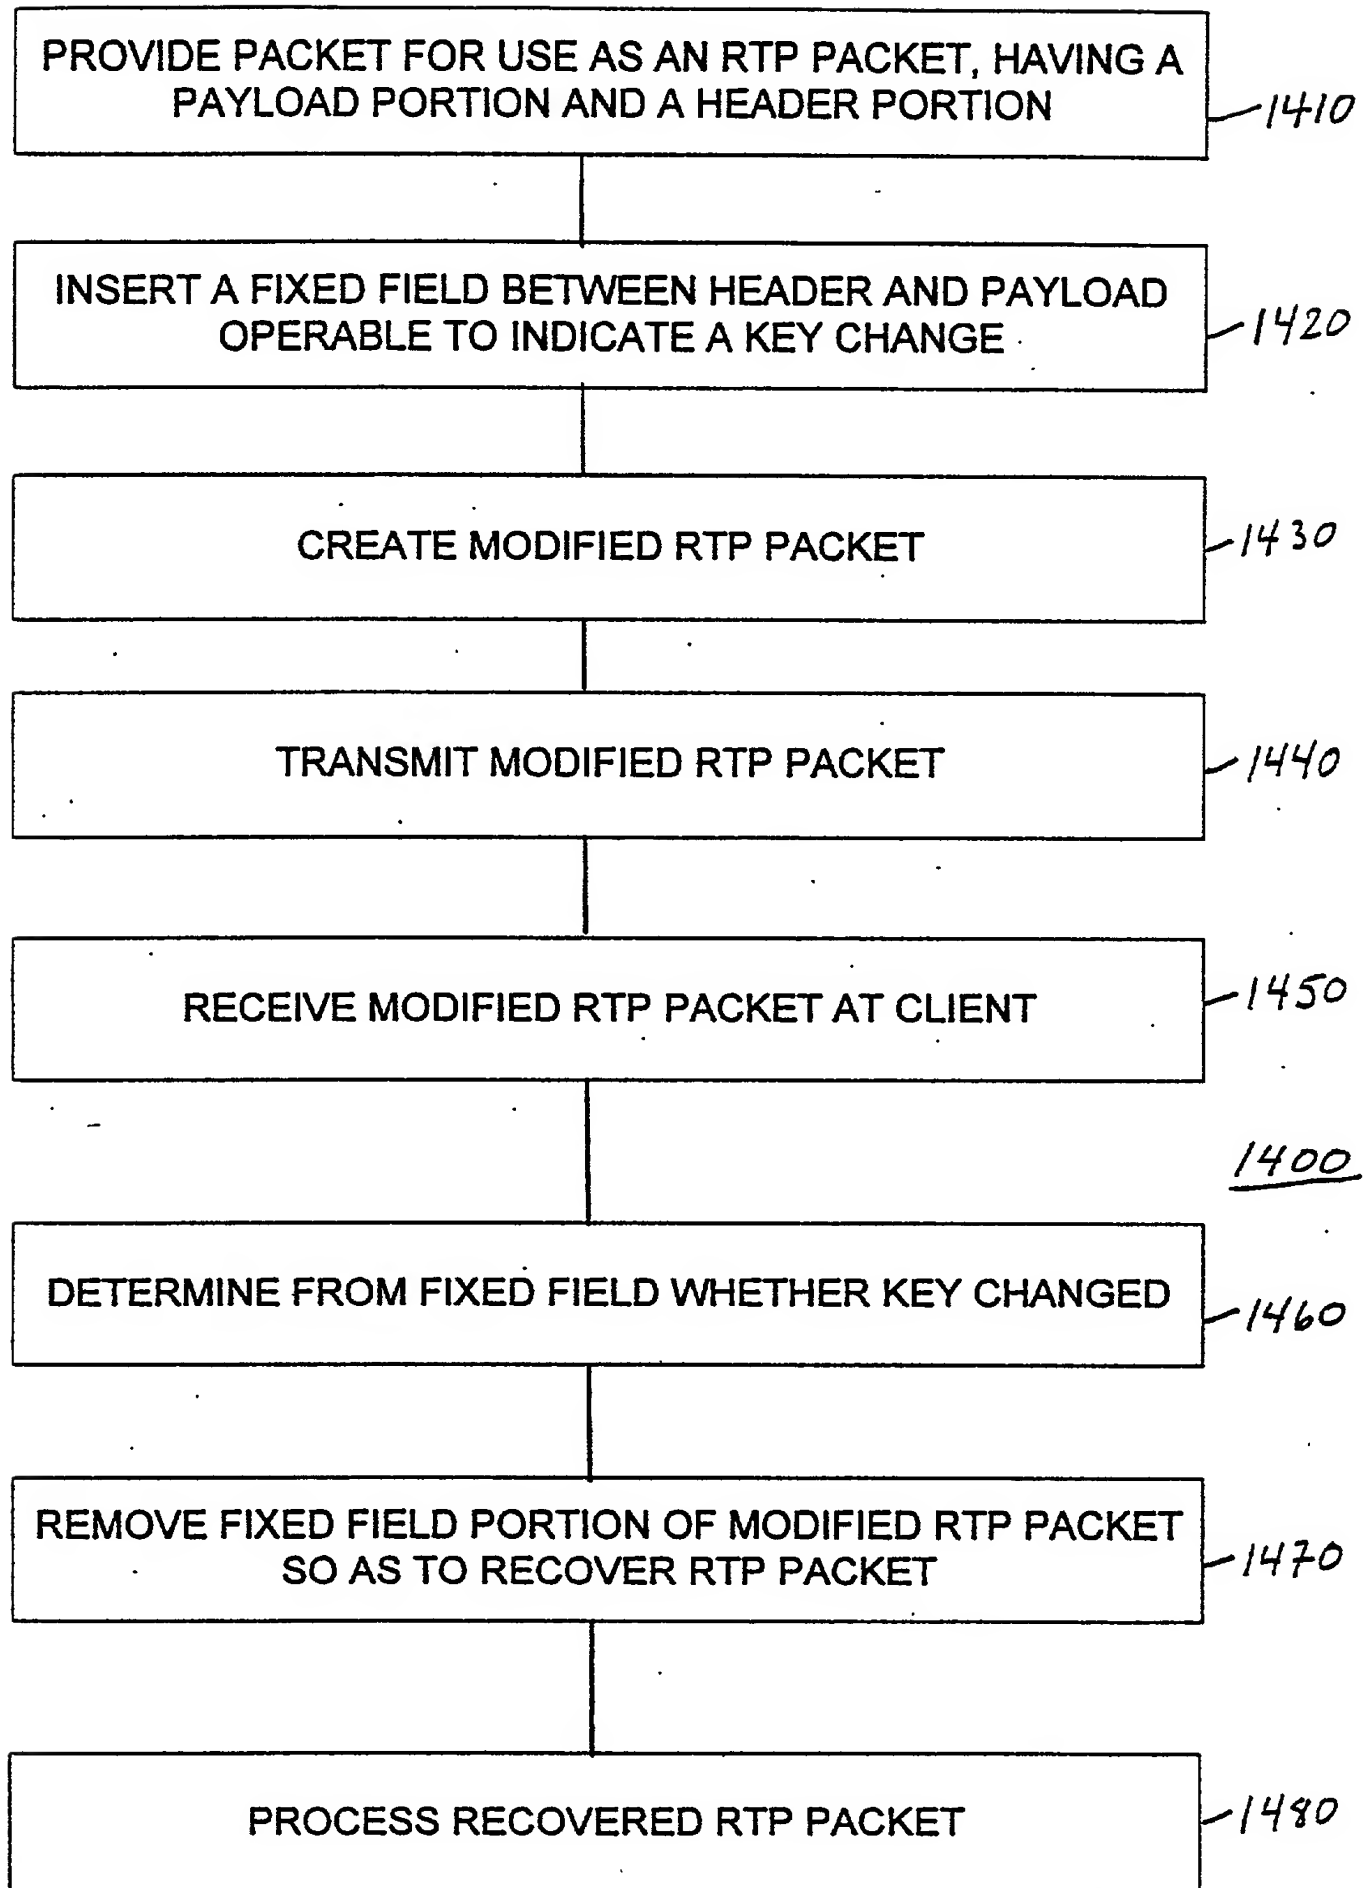 PROVIDE PACKET FOR USE AS AN RTP PACKET, HAVING A
PAYLOAD PORTION AND A HEADER PORTION
1410
INSERT A FIXED FIELD BETWEEN HEADER AND PAYLOAD
OPERABLE TO INDICATE A KEY CHANGE
1420
CREATE MODIFIED RTP PACKET
1430
TRANSMIT MODIFIED RTP PACKET
1440
RECEIVE MODIFIED RTP PACKET AT CLIENT
1450
1400
DETERMINE FROM FIXED FIELD WHETHER KEY CHANGED
1460
REMOVE FIXED FIELD PORTION OF MODIFIED RTP PACKET
SO AS TO RECOVER RTP PACKET
1470
PROCESS RECOVERED RTP PACKET
1480